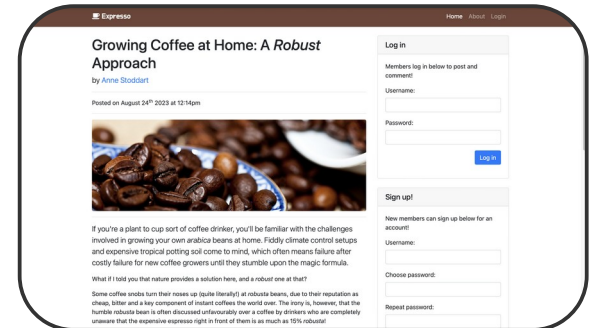 Expresso
Home About Login
Growing Coffee at Home: A Robust
Approach
by Anne Stoddart
Posted on August 24th 2023 at 12:14pm
If you're a plant to cup sort of coffee drinker, you'll be familiar with the challenges
involved in growing your own arabica beans at home. Fiddly climate control setups
and expensive tropical potting soil come to mind, which often means failure after
costly failure for new coffee growers until they stumble upon the magic formula.
What if I told you that nature provides a solution here, and a robust one at that?
Some coffee snobs turn their noses up (quite literally!) at robusta beans, due to their reputation as
cheap, bitter and a key component of instant coffees the world over. The irony is, however, that the
humble robusta bean is often discussed unfavourably over a coffee by drinkers who are completely
unaware that the expensive espresso right in front of them is as much as 15% robusta!
Log in
Members log in below to post and
comment!
Username:
Password:
Log in
Sign up!
New members can sign up below for an
account!
Username:
Choose password:
Repeat password: